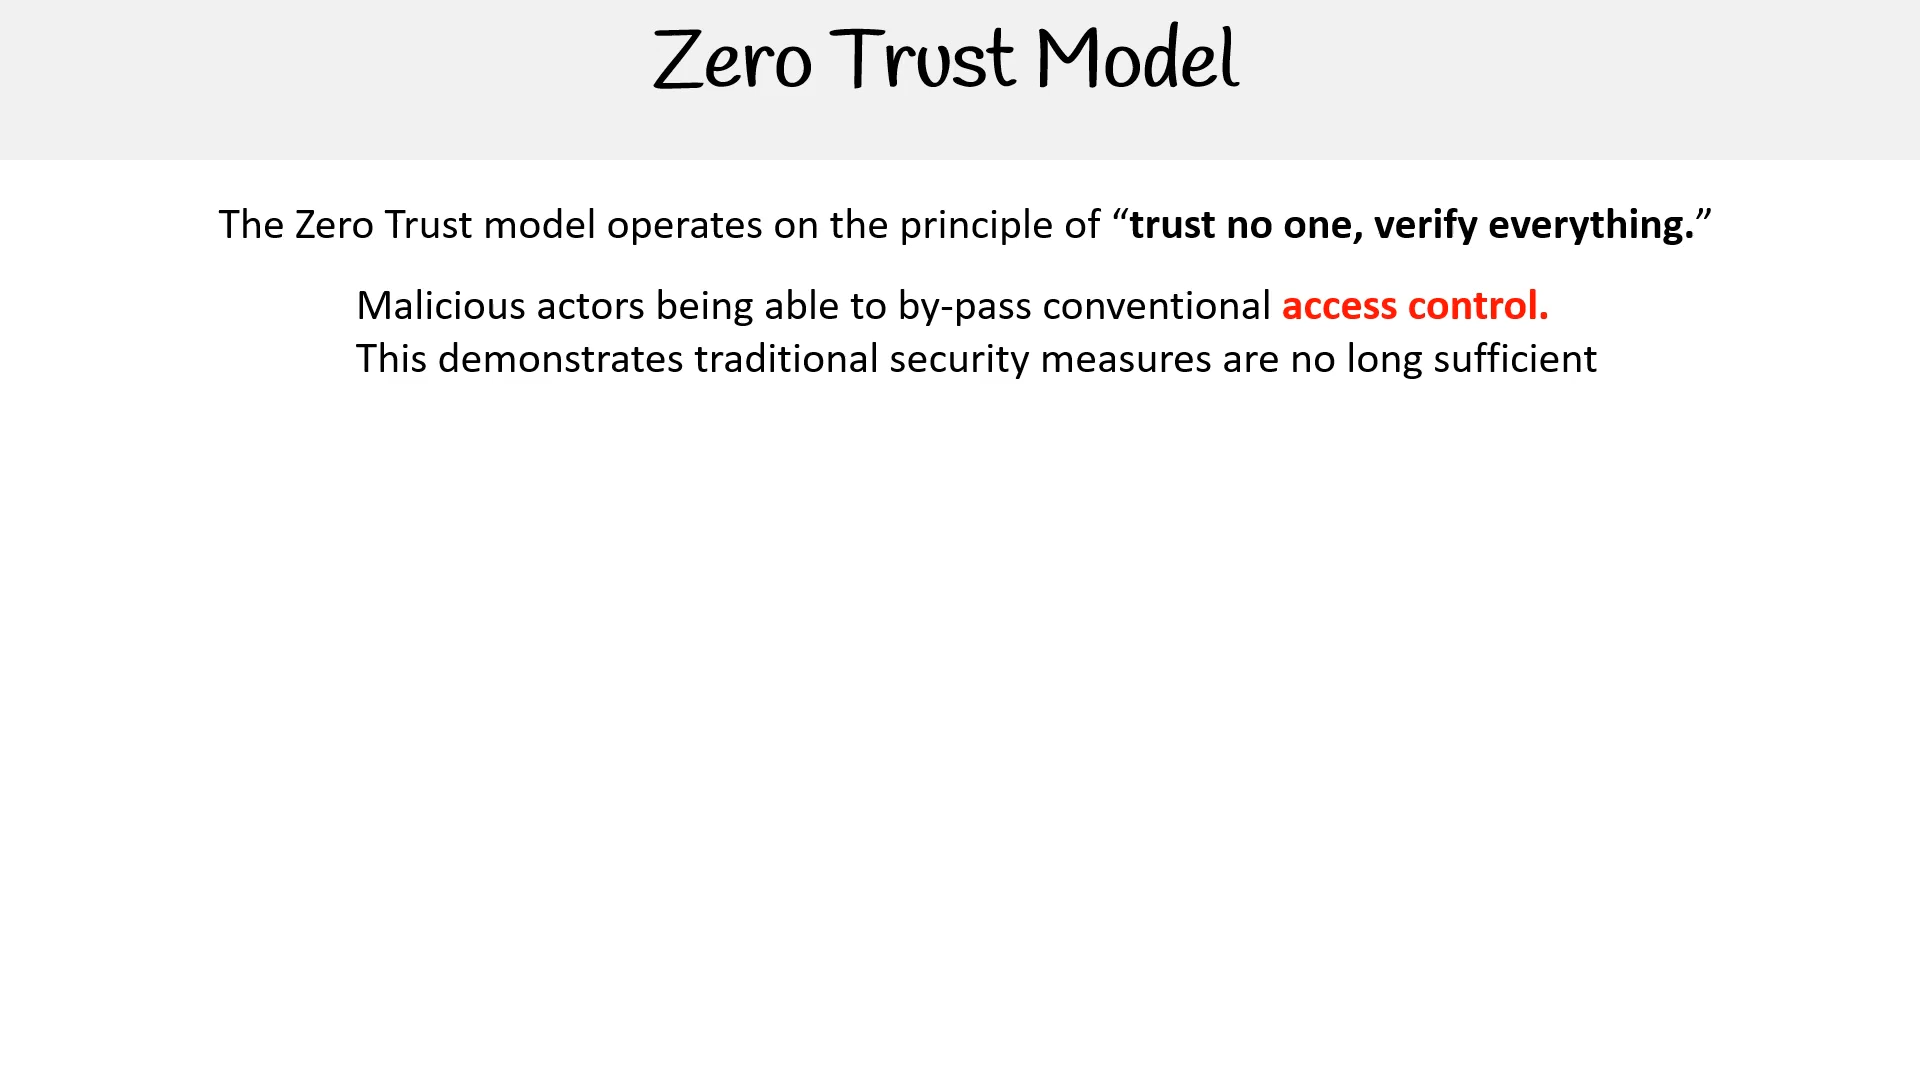 Zero Trust Model
The Zero Trust model operates on the principle of “trust no one, verify everything.”
Malicious actors being able to by-pass conventional access control.
This demonstrates traditional security measures are no long sufficient